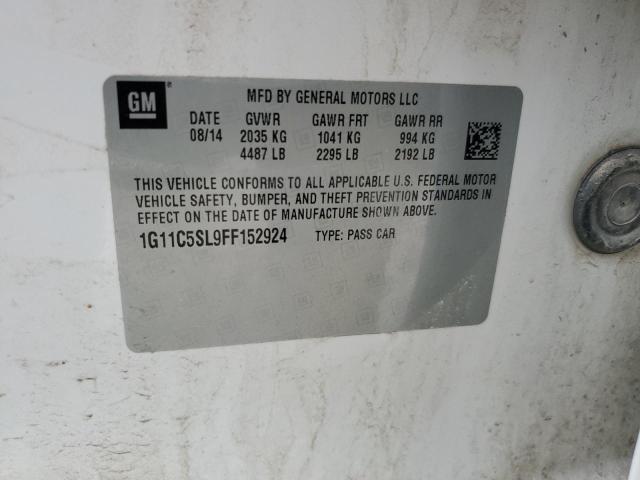 GM
MFD BY GENERAL MOTORS LLC
DATE GVWR GAWR FRT GAWR RR
08/14 2035 KG 1041 KG 994 KG
4487 LB 2295 LB 2192 LB
THIS VEHICLE CONFORMS TO ALL APPLICABLE U.S. FEDERAL MOTOR
VEHICLE SAFETY, BUMPER, AND THEFT PREVENTION STANDARDS IN
EFFECT ON THE DATE OF MANUFACTURE SHOWN ABOVE.
1G11C5SL9FF152924 TYPE: PASS CAR